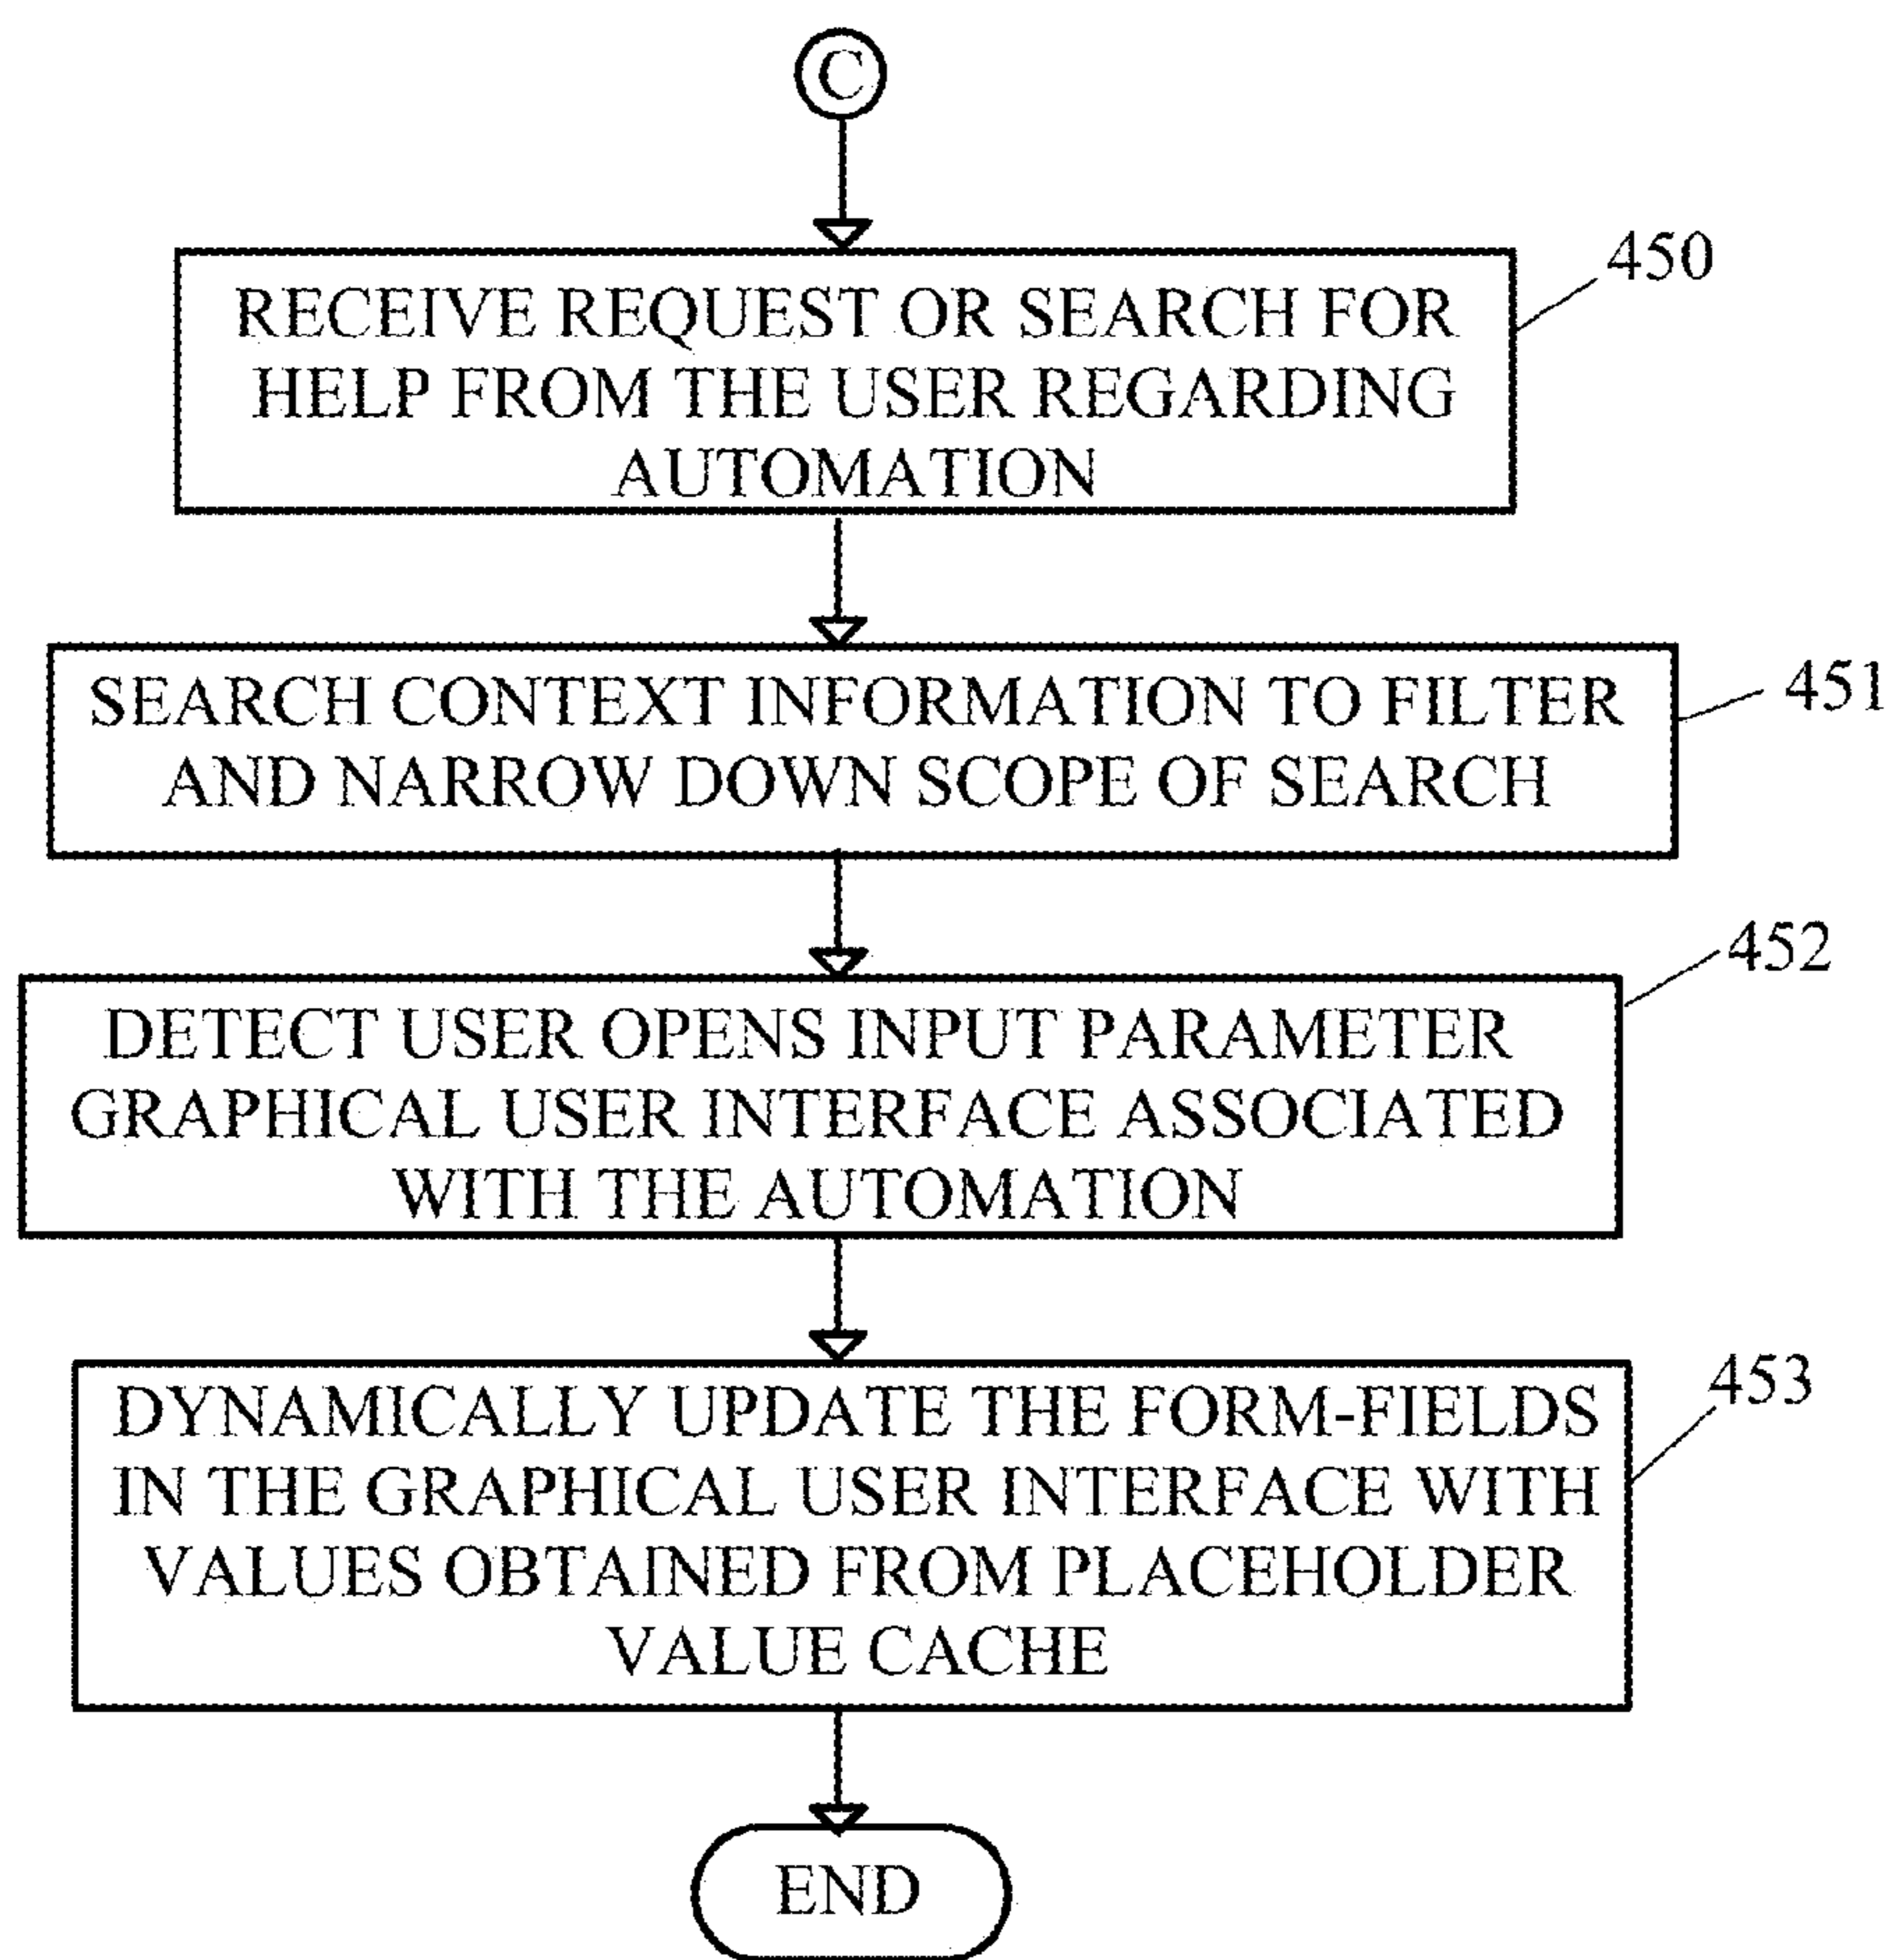 C
RECEIVE REQUEST OR SEARCH FOR
HELP FROM THE USER REGARDING
AUTOMATION
450
SEARCH CONTEXT INFORMATION TO FILTER
AND NARROW DOWN SCOPE OF SEARCH
451
DETECT USER OPENS INPUT PARAMETER
GRAPHICAL USER INTERFACE ASSOCIATED
WITH THE AUTOMATION
452
DYNAMICALLY UPDATE THE FORM-FIELDS
IN THE GRAPHICAL USER INTERFACE WITH
VALUES OBTAINED FROM PLACEHOLDER
VALUE CACHE
453
END